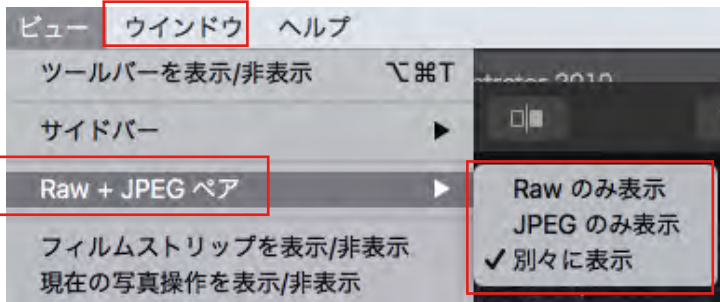 ビュー ウインドウ ヘルプ
ツールバーを表示/非表示 ⌥⌘T
サイドバー ▶
Raw + JPEG ペア ▶
Raw のみ表示
JPEG のみ表示
✓ 別々に表示
フィルムストリップを表示/非表示
現在の写真操作を表示/非表示